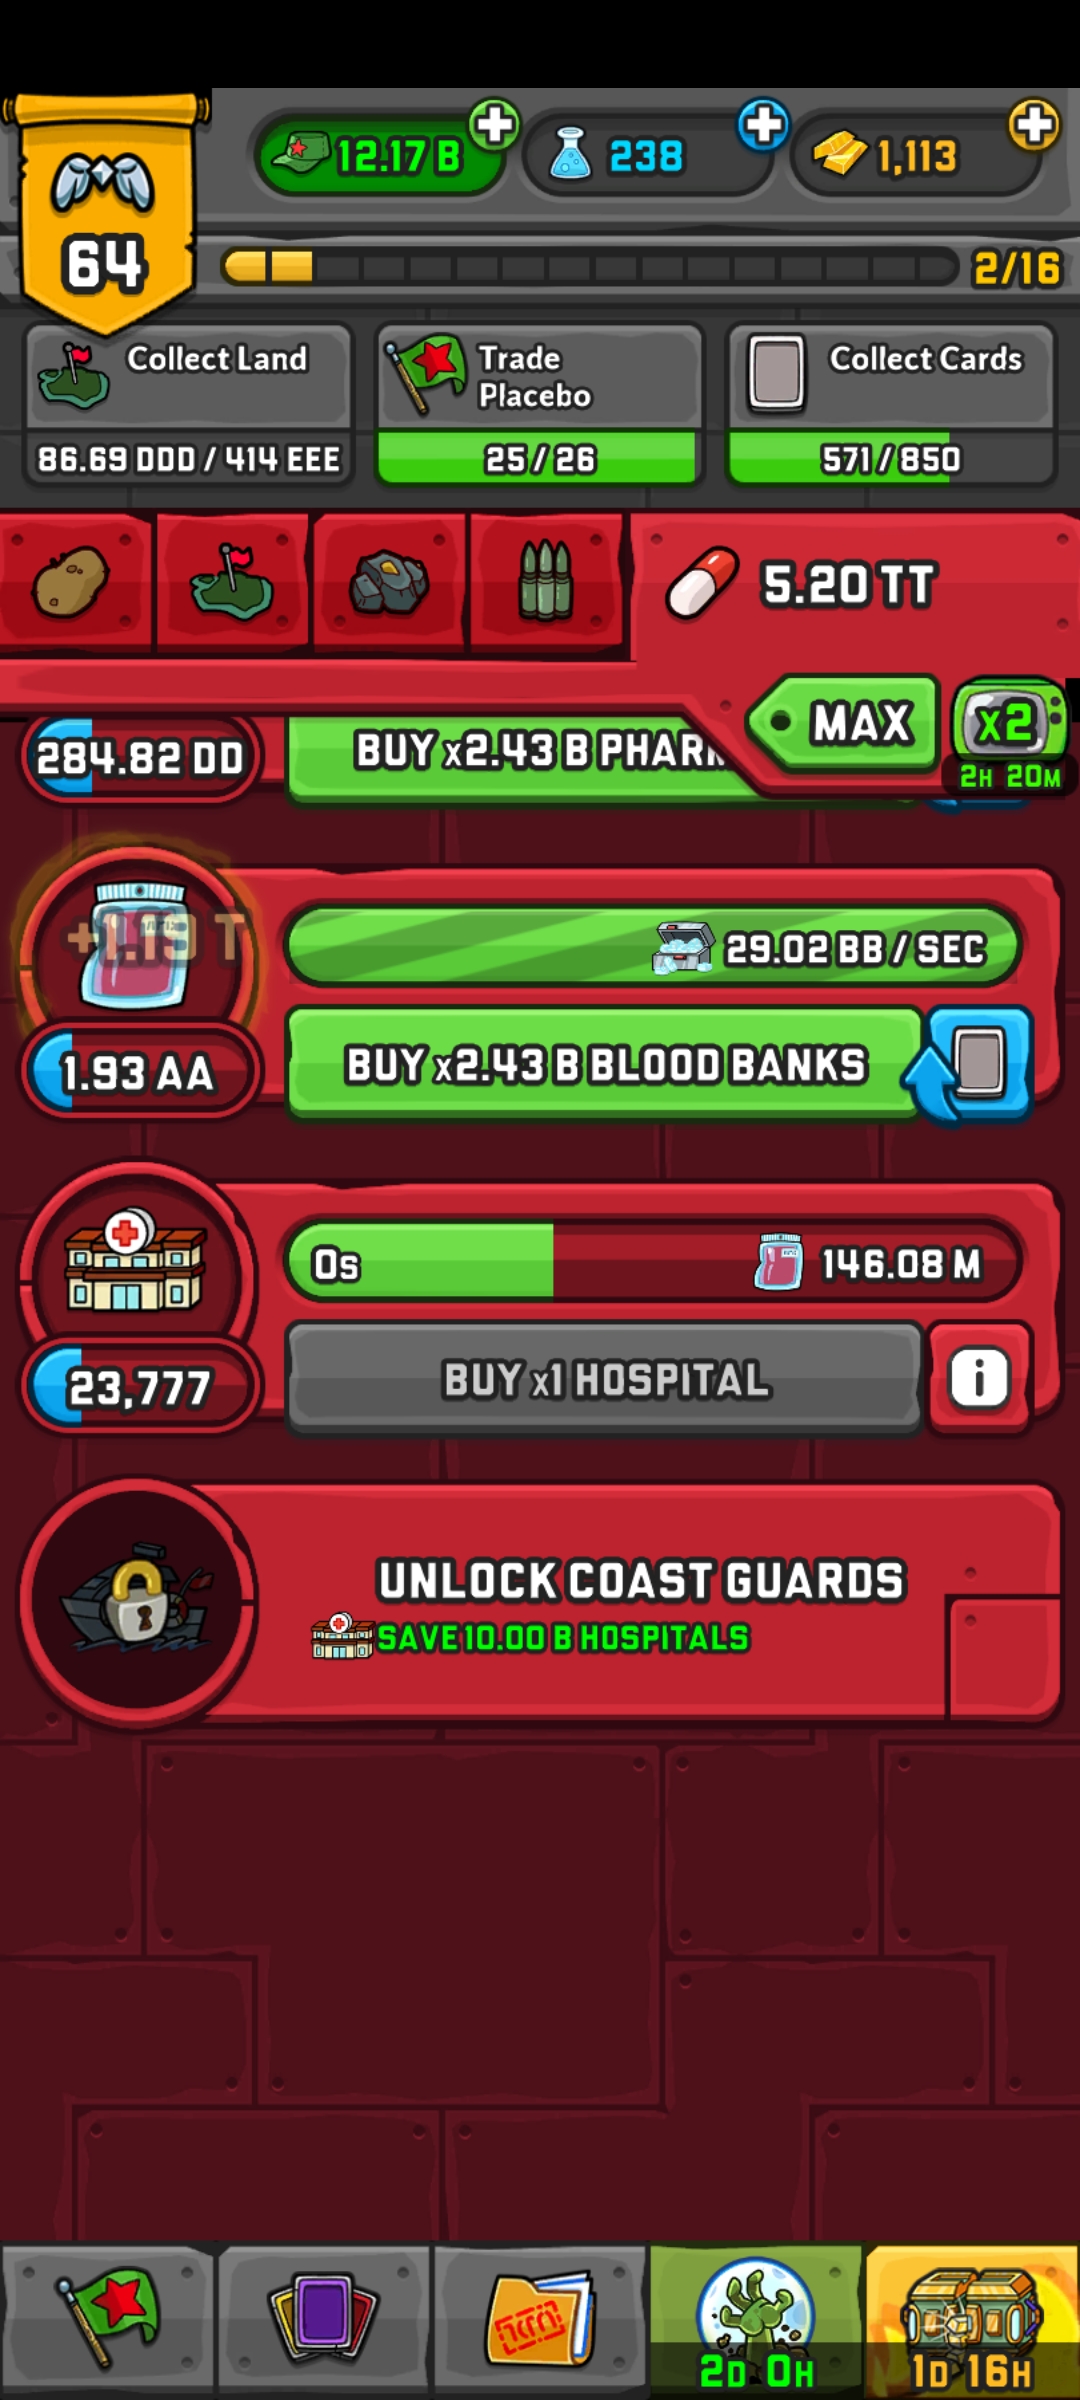 12.17 B
238
1,113
64
2/16
Collect Land
86.69 DDD / 414 EEE
Trade
Placebo
25 / 26
Collect Cards
571 / 850
5.20 TT
MAX
x2
2H 20M
284.82 DD
BUY x2.43 B
+1.19 T
29.02 BB / SEC
1.93 AA
BUY x2.43 B BLOOD BANKS
0s
146.08 M
23,777
BUY x1 HOSPITAL
i
UNLOCK COAST GUARDS
SAVE 10.00 B HOSPITALS
2D 0H
1D 16H